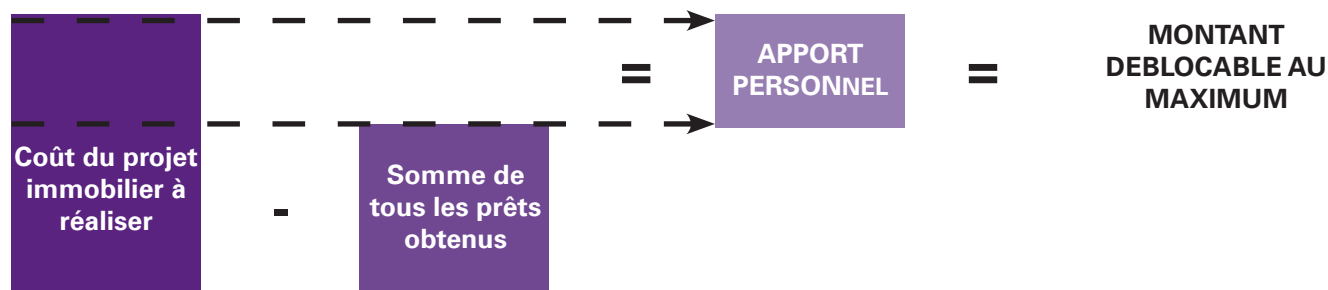 Coût du projet
immobilier à
réaliser
-
Somme de
tous les prêts
obtenus
=
APPORT
PERSONNEL
=
MONTANT
DEBLOCABLE AU
MAXIMUM